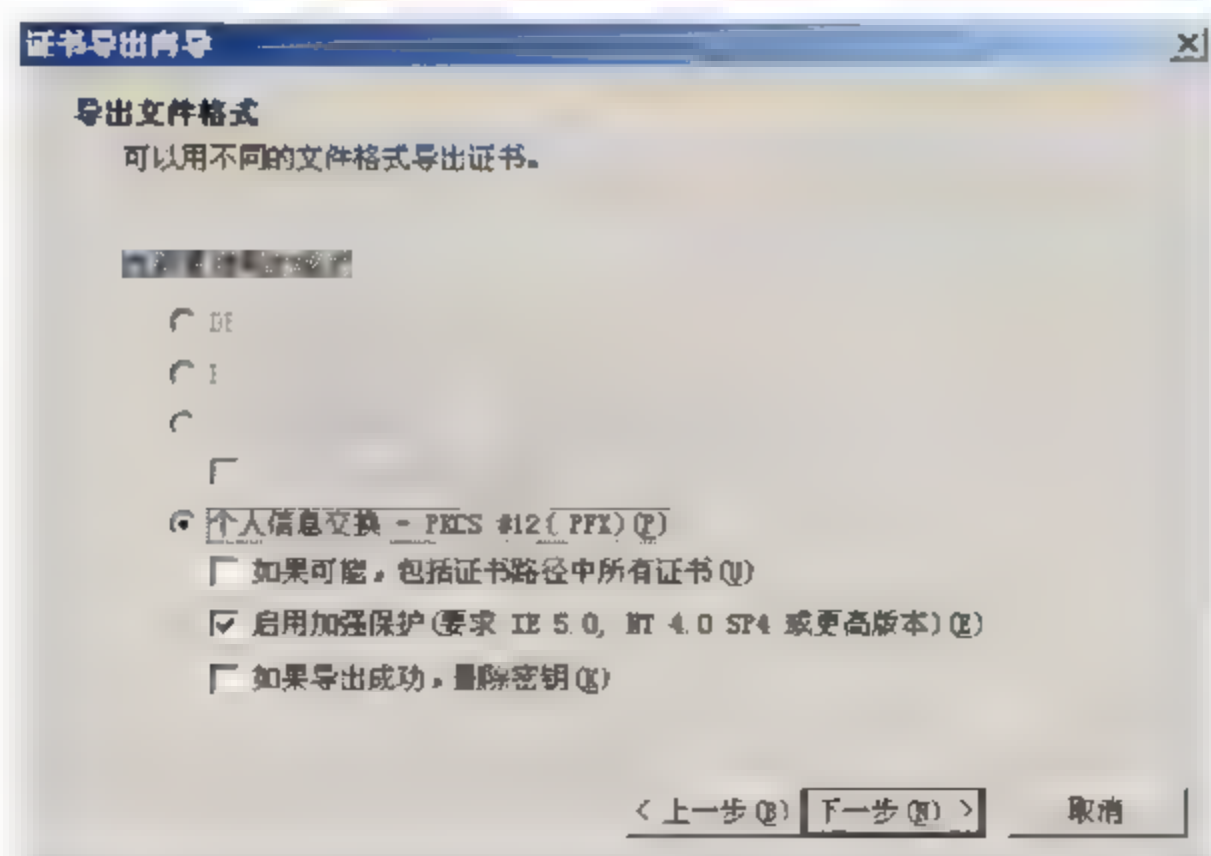 证书导出向导
导出文件格式
可以用不同的文件格式导出证书。
个人信息交换 - PKCS #12( PFX)(P)
如果可能，包括证书路径中所有证书(U)
启用加强保护(要求 IE 5.0, NT 4.0 SP4 或更高版本)(E)
如果导出成功，删除密钥(K)
< 上一步(B) 下一步(N) > 取消